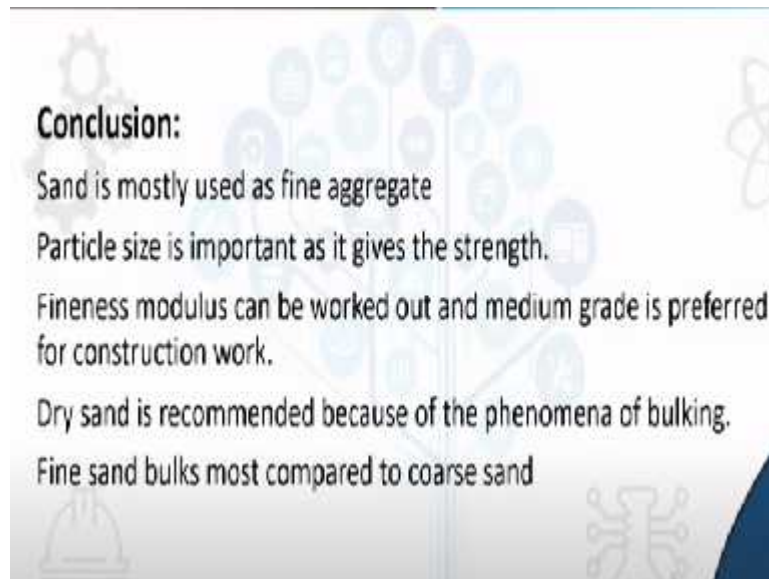 Conclusion:
Sand is mostly used as fine aggregate
Particle size is important as it gives the strength.
Fineness modulus can be worked out and medium grade is preferred
for construction work.
Dry sand is recommended because of the phenomena of bulking.
Fine sand bulks most compared to coarse sand